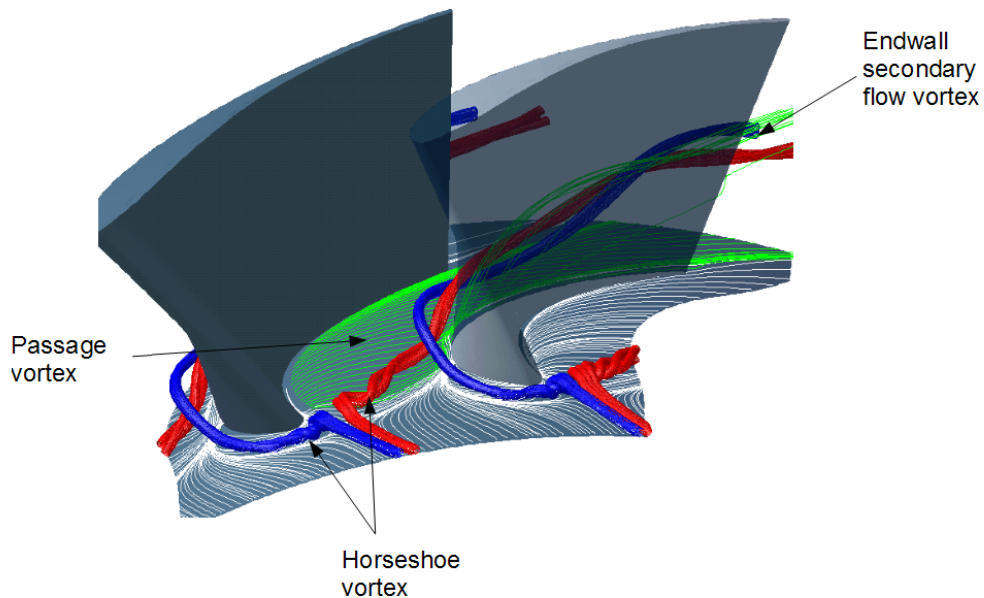 Endwall
secondary
flow vortex
Passage
vortex
Horseshoe
vortex